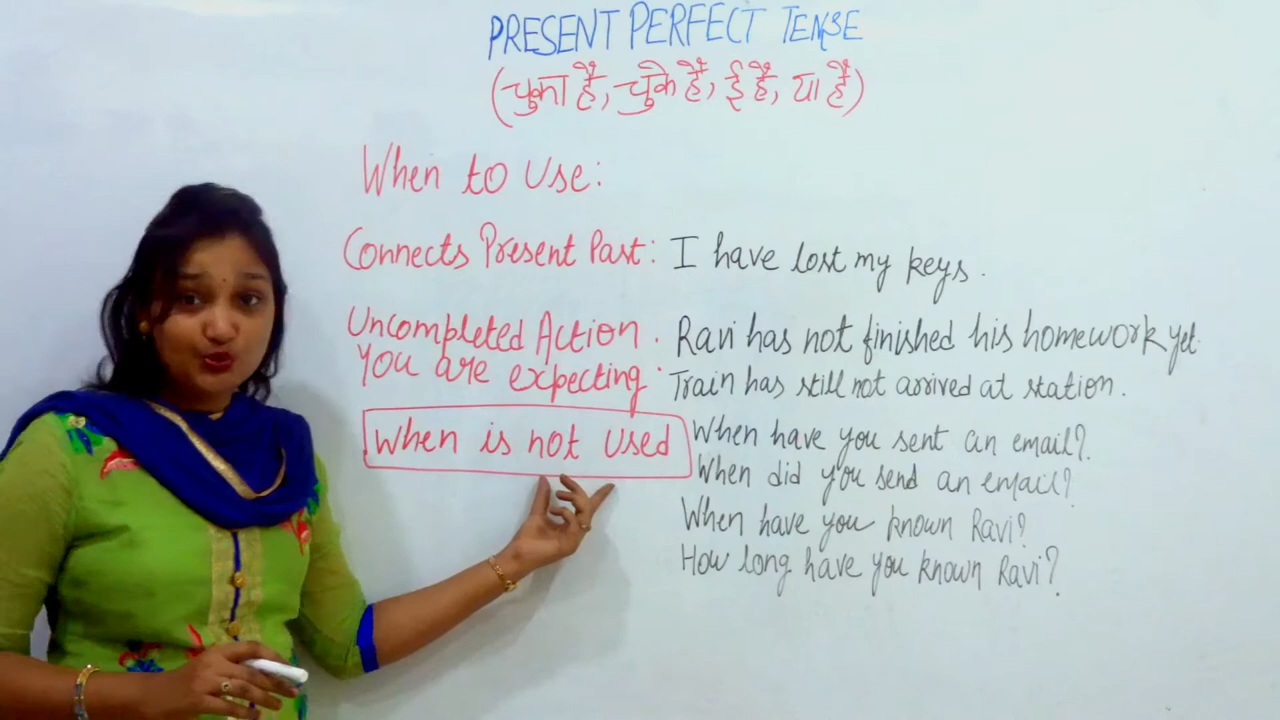 PRESENT PERFECT TENSE
(चुका है, चुके हैं, ई है, या है)
When to Use:
Connects Present Past: I have lost my keys.
Uncompleted Action. Ravi has not finished his homework yet.
You are expecting. Train has still not arrived at station.
When is not used When have you sent an email?
When did you send an email?
When have you known Ravi?
How long have you known Ravi?